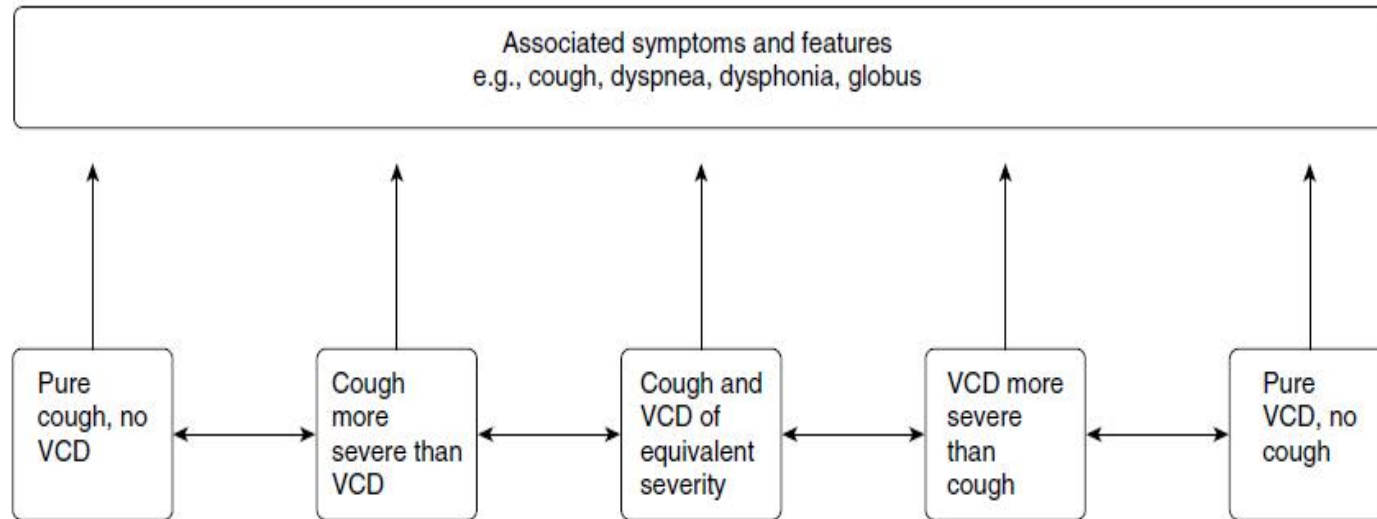 Associated symptoms and features
e.g., cough, dyspnea, dysphonia, globus
Pure
cough, no
VCD
Cough
more
severe than
VCD
Cough and
VCD of
equivalent
severity
VCD more
severe
than
cough
Pure
VCD, no
cough